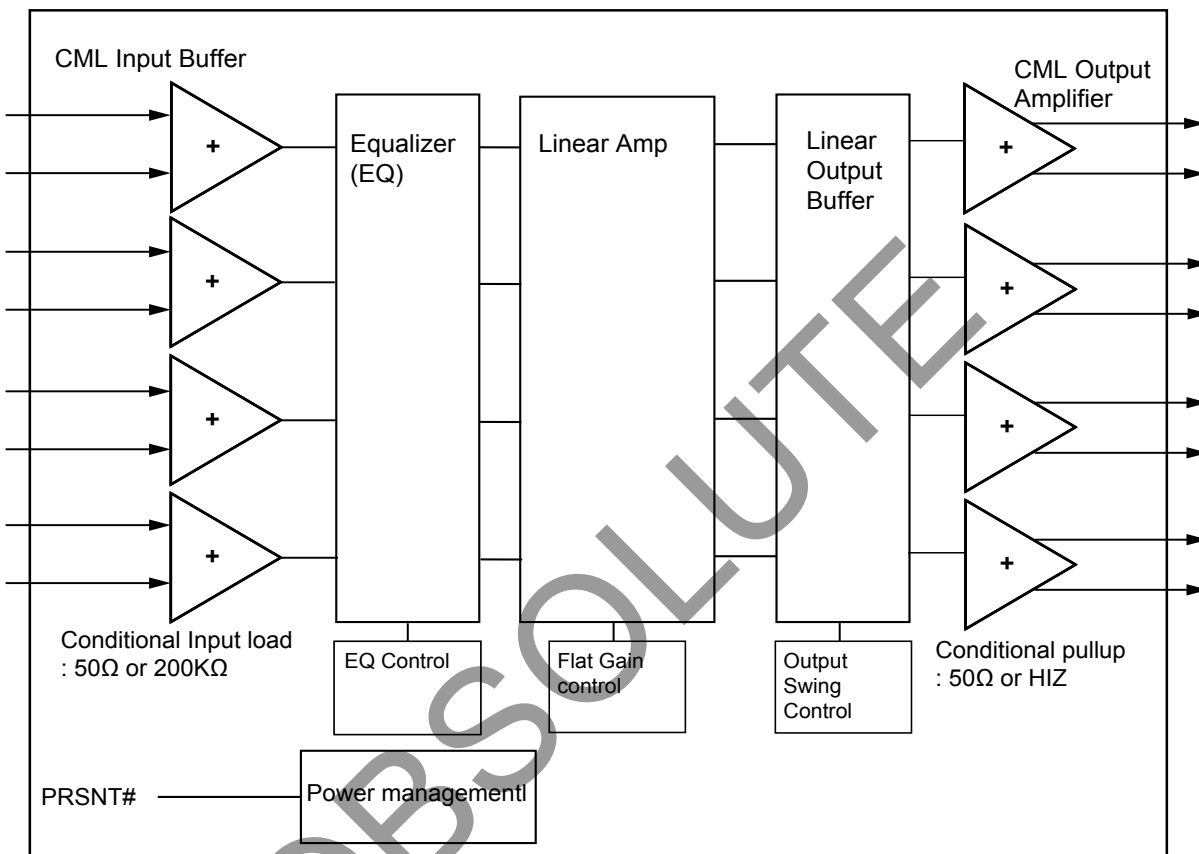 CML Input Buffer
CML Output
Amplifier
+
+
+
+
Equalizer
(EQ)
Linear Amp
Linear
Output
Buffer
+
+
+
+
Conditional Input load
: 50Ω or 200KΩ
EQ Control
Flat Gain
control
Output
Swing
Control
Conditional pullup
: 50Ω or HIZ
PRSNT#
Power managementl
OBSOLUTE